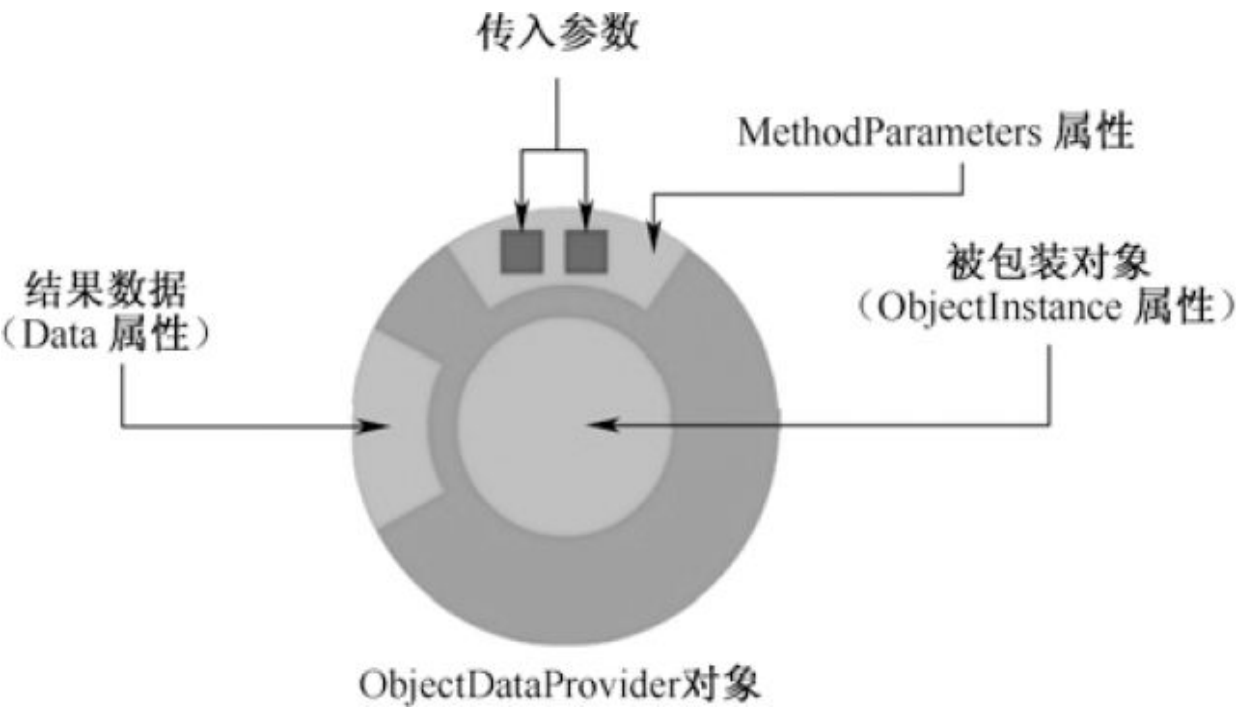 传入参数
MethodParameters 属性
被包装对象
（ObjectInstance 属性）
结果数据
（Data 属性）
ObjectDataProvider对象